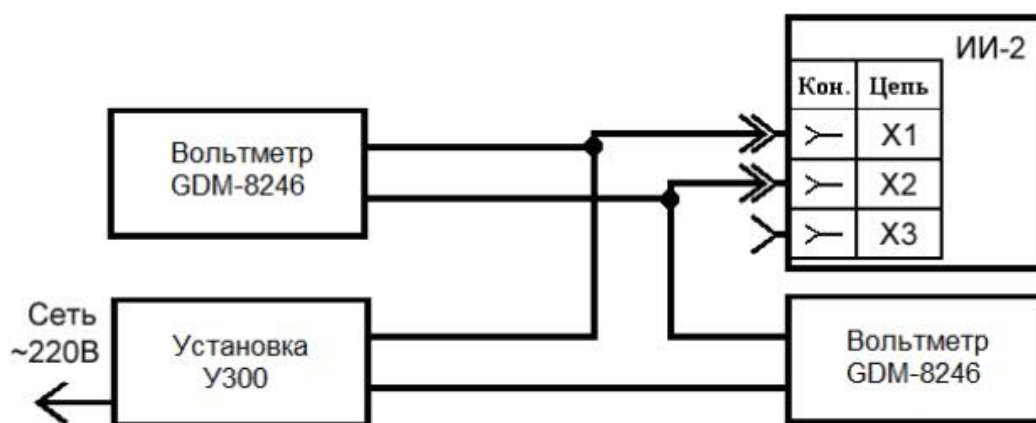 ИИ-2
Кон. Цепь
X1
X2
X3
Вольтметр
GDM-8246
Сеть
~220В
Установка
У300
Вольтметр
GDM-8246